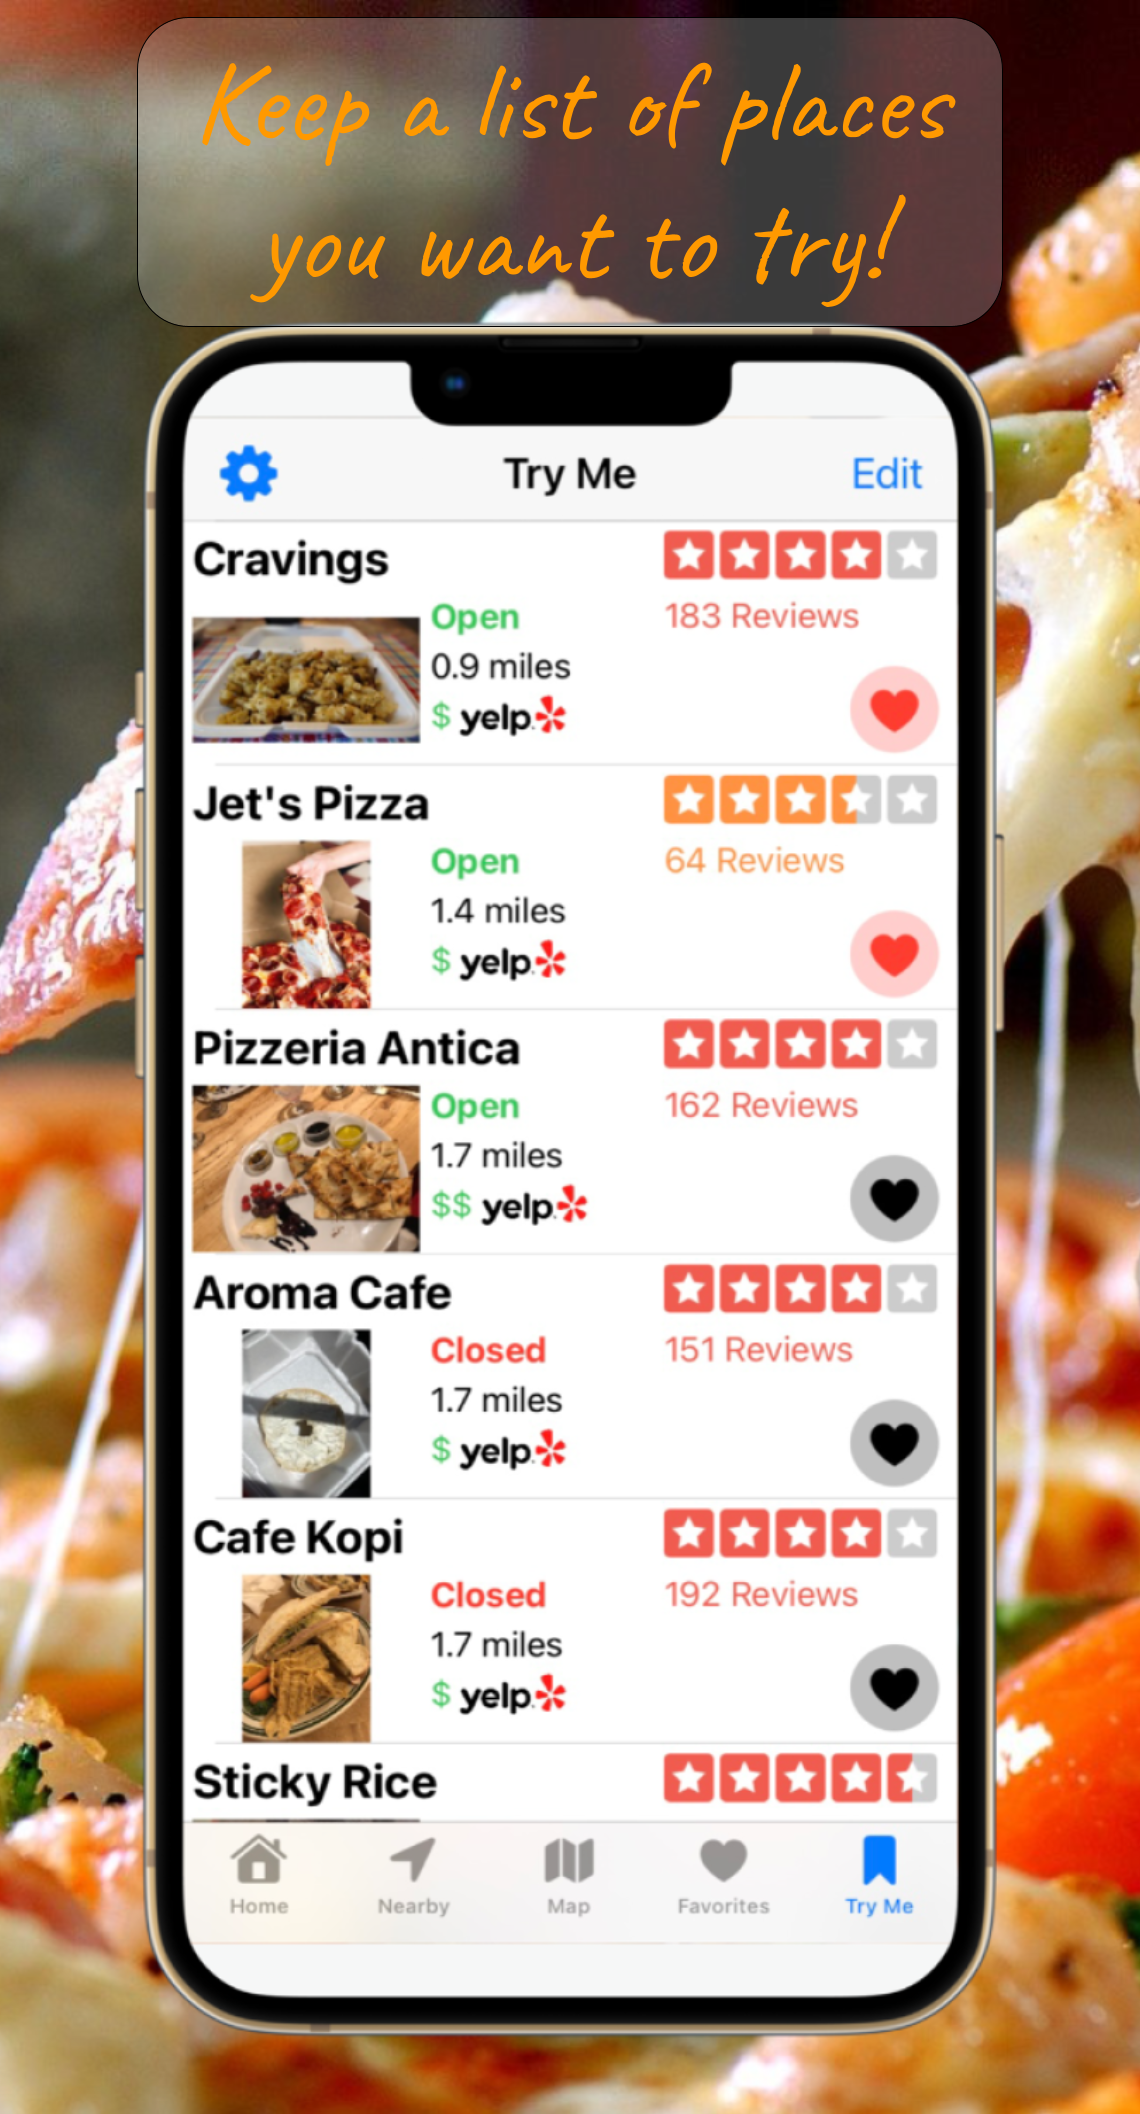 Keep a list of places
you want to try!
Try Me
Edit
Cravings
Open
183 Reviews
0.9 miles
$ yelp
Jet's Pizza
Open
64 Reviews
1.4 miles
$ yelp
Pizzeria Antica
Open
162 Reviews
1.7 miles
$$ yelp
Aroma Cafe
Closed
151 Reviews
1.7 miles
$ yelp
Cafe Kopi
Closed
192 Reviews
1.7 miles
$ yelp
Sticky Rice
Home
Nearby
Map
Favorites
Try Me